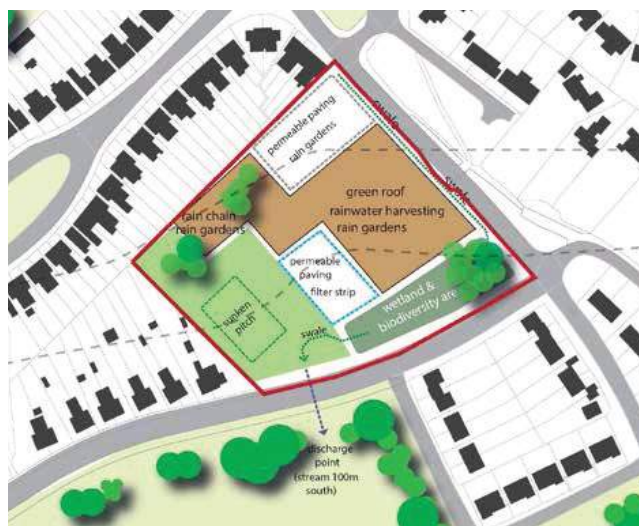 swale
permeable paving
rain gardens
swale
green roof
rainwater harvesting
rain gardens
rain chain
rain gardens
permeable
paving
filter strip
wetland &
biodiversity area
sunken
pitch
swale
discharge
point
(stream 100m
south)